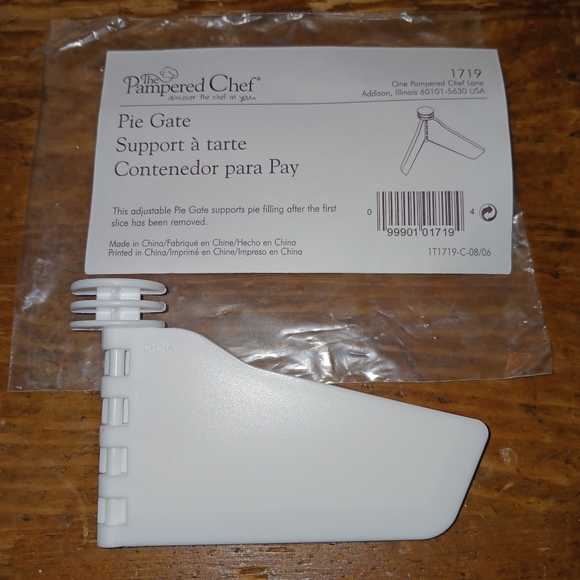 The
Pampered Chef®
discover the chef in you™
1719
One Pampered Chef Lane
Addison, Illinois 60101-5630 USA
Pie Gate
Support à tarte
Contenedor para Pay
This adjustable Pie Gate supports pie filling after the first
slice has been removed.
Made in China/Fabriqué en Chine/Hecho en China
Printed in China/Imprimé en Chine/Impreso en China
0 99901 01719 4
1T1719-C-08/06
CHINA